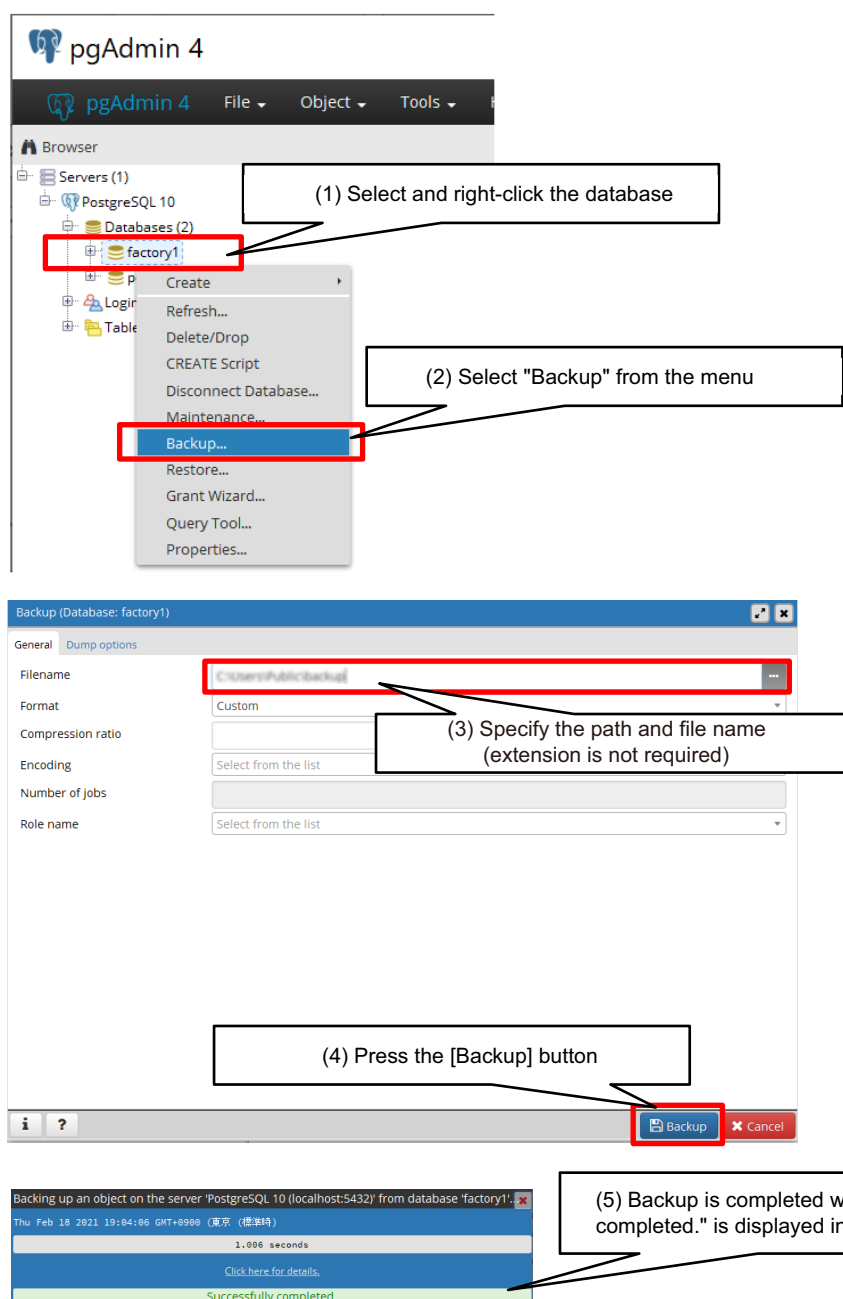 pgAdmin 4
pgAdmin 4 File Object Tools
Browser
Servers (1)
(1) Select and right-click the database
PostgreSQL 10
Databases (2)
factory1
p
Create
Login
Refresh...
Table
Delete/Drop
CREATE Script
(2) Select "Backup" from the menu
Disconnect Database...
Maintenance...
Backup...
Restore...
Grant Wizard...
Query Tool...
Properties...
Backup (Database: factory1)
General Dump options
Filename C:\Users\Public\backup
Format Custom
(3) Specify the path and file name
(extension is not required)
Compression ratio
Encoding Select from the list
Number of jobs
Role name Select from the list
(4) Press the [Backup] button
i ? Backup Cancel
Backing up an object on the server 'PostgreSQL 10 (localhost:5432)' from database 'factory1'...
(5) Backup is completed w
completed." is displayed in
Thu Feb 18 2021 19:04:06 GMT+0900 (東京 (標準時)
1.006 seconds
Click here for details.
Successfully completed.